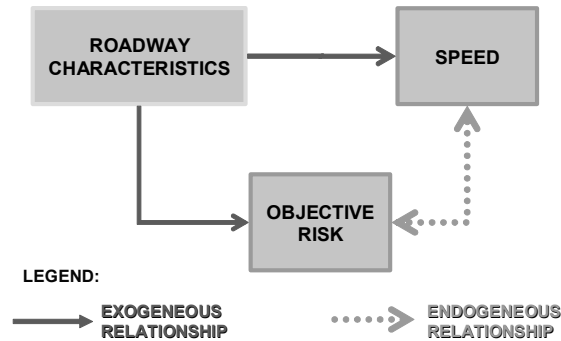 ROADWAY
CHARACTERISTICS
SPEED
OBJECTIVE
RISK
LEGEND:
EXOGENEOUS
RELATIONSHIP
ENDOGENEOUS
RELATIONSHIP